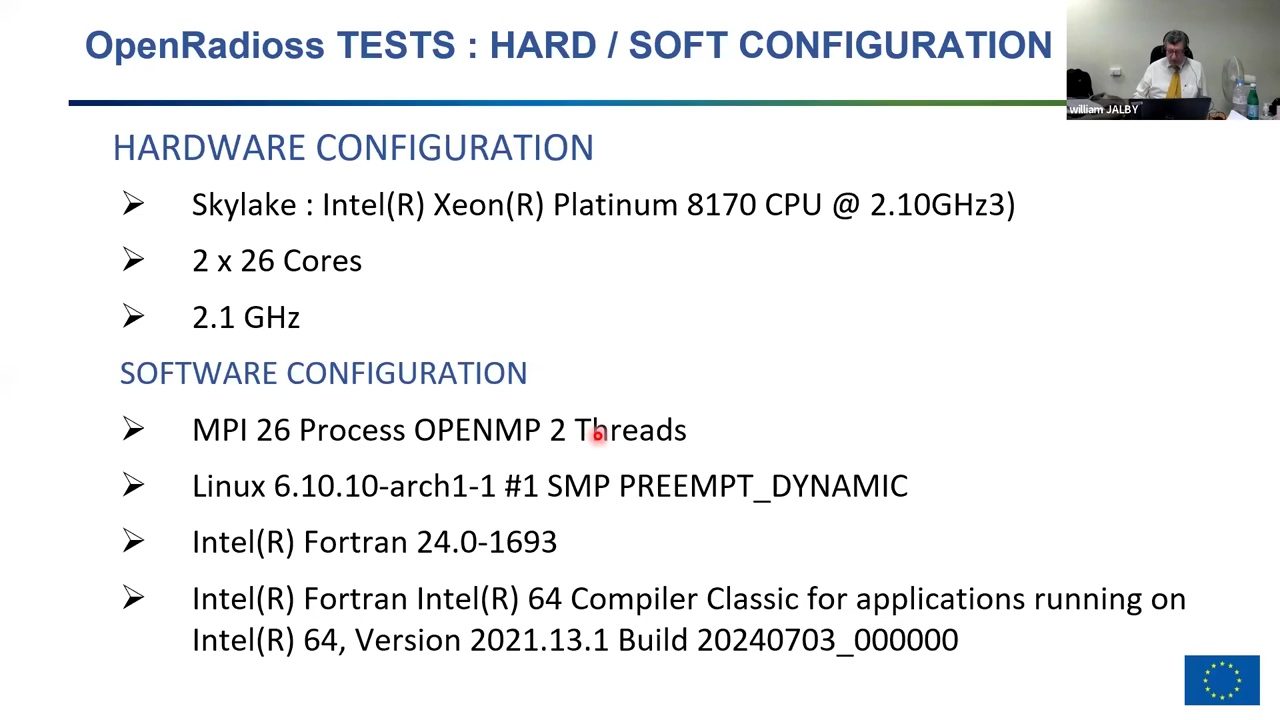 OpenRadioss TESTS : HARD / SOFT CONFIGURATION
william JALBY
HARDWARE CONFIGURATION
Skylake : Intel(R) Xeon(R) Platinum 8170 CPU @ 2.10GHz3)
2 x 26 Cores
2.1 GHz
SOFTWARE CONFIGURATION
MPI 26 Process OPENMP 2 Threads
Linux 6.10.10-arch1-1 #1 SMP PREEMPT_DYNAMIC
Intel(R) Fortran 24.0-1693
Intel(R) Fortran Intel(R) 64 Compiler Classic for applications running on
Intel(R) 64, Version 2021.13.1 Build 20240703_000000